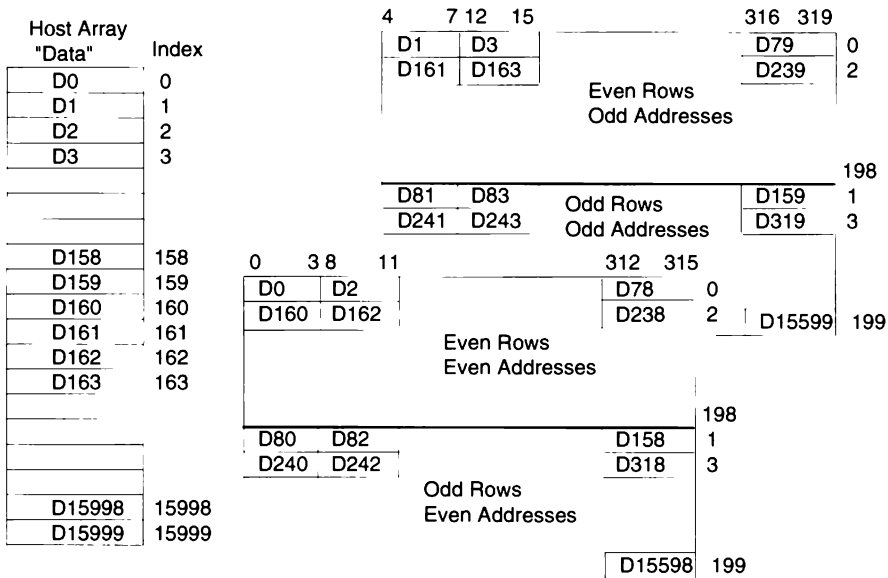 Host Array
"Data" Index
D0 0
D1 1
D2 2
D3 3
D158 158
D159 159
D160 160
D161 161
D162 162
D163 163
D15998 15998
D15999 15999
4 7 12 15 316 319
D1 D3 D79 0
D161 D163 D239 2
Even Rows
Odd Addresses
198
D81 D83 D159 1
D241 D243 D319 3
Odd Rows
Odd Addresses
D15599 199
0 3 8 11 312 315
D0 D2 D78 0
D160 D162 D238 2
Even Rows
Even Addresses
198
D80 D82 D158 1
D240 D242 D318 3
Odd Rows
Even Addresses
D15598 199